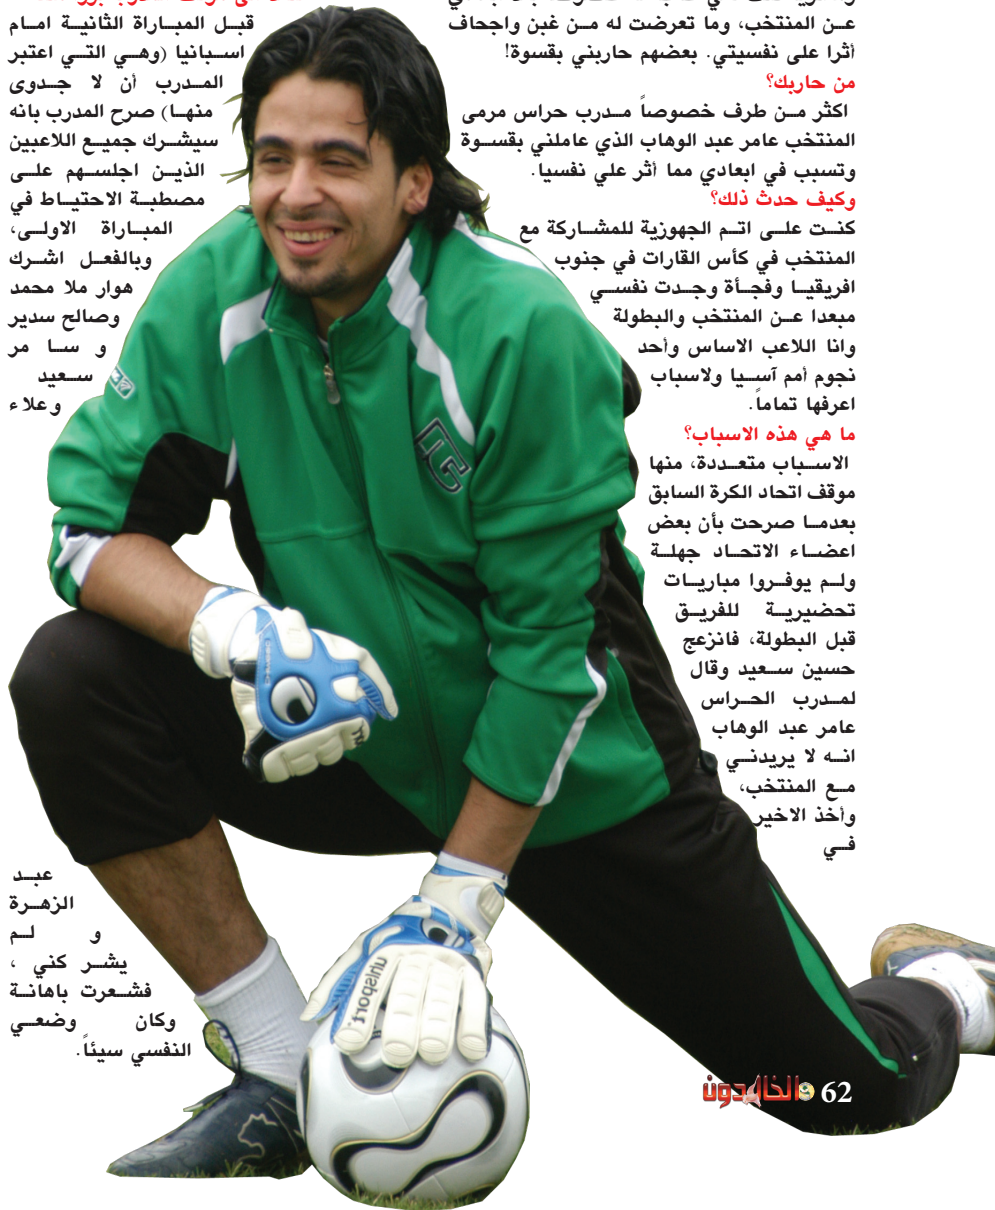 عن المنتخب، وما تعرضت له من غبن واجحاف
أثرا على نفسيتي. بعضهم حاربني بقسوة!
من حاربك؟
اكثر من طرف خصوصاً مدرب حراس مرمى
المنتخب عامر عبد الوهاب الذي عاملني بقسوة
وتسبب في ابعادي مما أثر علي نفسيا.
وكيف حدث ذلك؟
كنت على اتم الجهوزية للمشاركة مع
المنتخب في كأس القارات في جنوب
افريقيا وفجأة وجدت نفسي
مبعدا عن المنتخب والبطولة
وانا اللاعب الاساس وأحد
نجوم أمم آسيا ولاسباب
اعرفها تماماً.
ما هي هذه الاسباب؟
الاسباب متعددة، منها
موقف اتحاد الكرة السابق
بعدما صرحت بأن بعض
اعضاء الاتحاد جهلة
ولم يوفروا مباريات
تحضيرية للفريق
قبل البطولة، فانزعج
حسين سعيد وقال
لمدرب الحراس
عامر عبد الوهاب
انه لا يريدني
مع المنتخب،
وأخذ الاخير
في
قبل المباراة الثانية امام
اسبانيا (وهي التي اعتبر
المدرب أن لا جدوى
منها) صرح المدرب بانه
سيشرك جميع اللاعبين
الذين اجلسهم على
مصطبة الاحتياط في
المباراة الاولى،
وبالفعل اشرك
هوار ملا محمد
وصالح سدير
و سا مر
سعيد
وعلاء
عبد
الزهرة
و لم
يشر كني ،
فشعرت باهانة
وكان وضعي
النفسي سيئاً.
uhlsport.
62 الخالدون